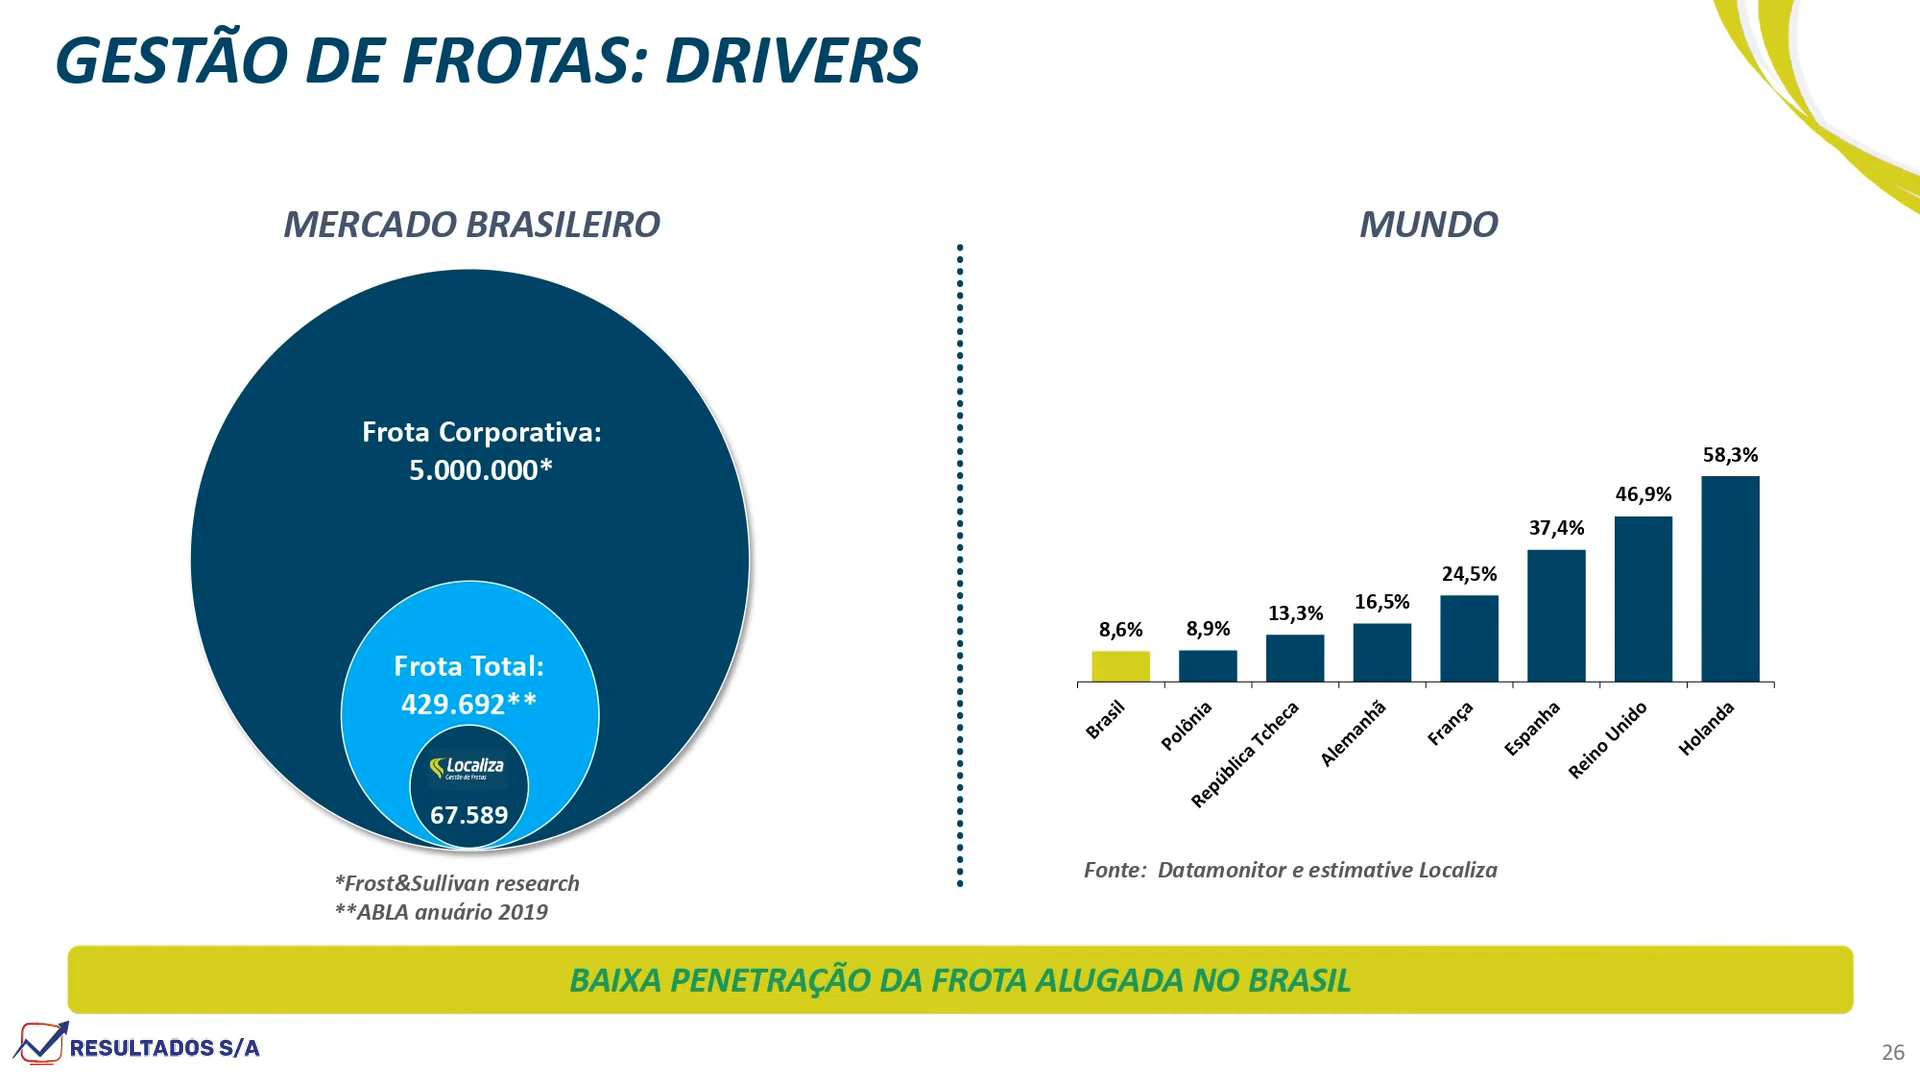 GESTÃO DE FROTAS: DRIVERS
MERCADO BRASILEIRO
Frota Corporativa:
5.000.000*
Frota Total:
429.692**
Localiza
Gestão de Frotas
67.589
*Frost&Sullivan research
**ABLA anuário 2019
MUNDO
8,6%
8,9%
13,3%
16,5%
24,5%
37,4%
46,9%
58,3%
Brasil
Polônia
República Tcheca
Alemanhã
França
Espanha
Reino Unido
Holanda
Fonte: Datamonitor e estimative Localiza
BAIXA PENETRAÇÃO DA FROTA ALUGADA NO BRASIL
RESULTADOS S/A
26